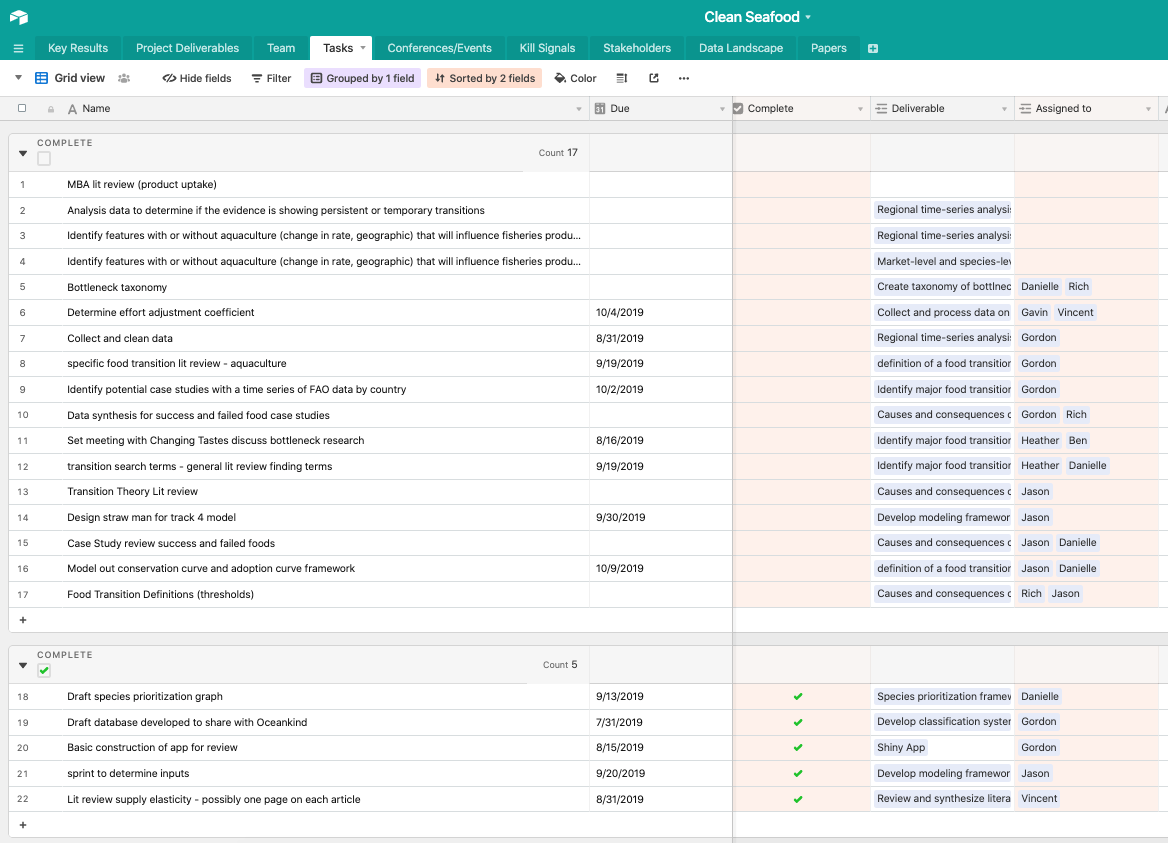 Clean Seafood
Key Results Project Deliverables Team Tasks Conferences/Events Kill Signals Stakeholders Data Landscape Papers
Grid view Hide fields Filter Grouped by 1 field Sorted by 2 fields Color
A Name Due Complete Deliverable Assigned to
COMPLETE
Count 17
1 MBA lit review (product uptake)
2 Analysis data to determine if the evidence is showing persistent or temporary transitions Regional time-series analysis
3 Identify features with or without aquaculture (change in rate, geographic) that will influence fisheries produ... Regional time-series analysis
4 Identify features with or without aquaculture (change in rate, geographic) that will influence fisheries produ... Market-level and species-lev
5 Bottleneck taxonomy Create taxonomy of bottlnec Danielle Rich
6 Determine effort adjustment coefficient 10/4/2019 Collect and process data on Gavin Vincent
7 Collect and clean data 8/31/2019 Regional time-series analysis Gordon
8 specific food transition lit review - aquaculture 9/19/2019 definition of a food transition Gordon
9 Identify potential case studies with a time series of FAO data by country 10/2/2019 Identify major food transition Gordon
10 Data synthesis for success and failed food case studies Causes and consequences o Gordon Rich
11 Set meeting with Changing Tastes discuss bottleneck research 8/16/2019 Identify major food transition Heather Ben
12 transition search terms - general lit review finding terms 9/19/2019 Identify major food transition Heather Danielle
13 Transition Theory Lit review Causes and consequences o Jason
14 Design straw man for track 4 model 9/30/2019 Develop modeling framewor Jason
15 Case Study review success and failed foods Causes and consequences o Jason Danielle
16 Model out conservation curve and adoption curve framework 10/9/2019 definition of a food transition Jason Danielle
17 Food Transition Definitions (thresholds) Causes and consequences o Rich Jason
+
COMPLETE
Count 5
18 Draft species prioritization graph 9/13/2019 Species prioritization framew Danielle
19 Draft database developed to share with Oceankind 7/31/2019 Develop classification system Gordon
20 Basic construction of app for review 8/15/2019 Shiny App Gordon
21 sprint to determine inputs 9/20/2019 Develop modeling framewor Jason
22 Lit review supply elasticity - possibly one page on each article 8/31/2019 Review and synthesize litera Vincent
+